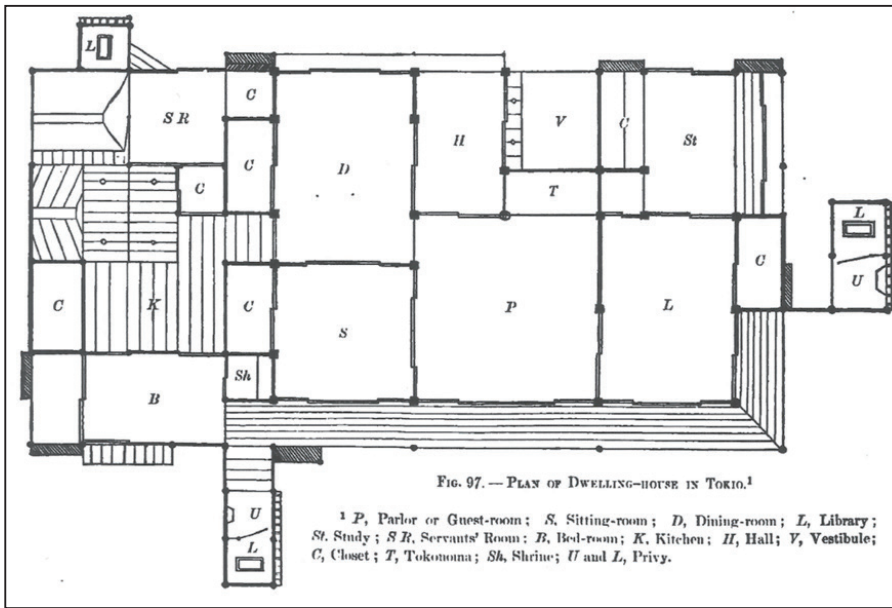 L
C
S R
C
H
V
C
St
D
C
T
L
U
C
C
K
C
P
L
S
Sh
B
U
L
FIG. 97. — PLAN OF DWELLING-HOUSE IN TOKIO.¹
¹ P, Parlor or Guest-room; S, Sitting-room; D, Dining-room; L, Library;
St. Study; S R, Servants' Room; B, Bed-room; K, Kitchen; H, Hall; V, Vestibule;
C, Closet; T, Tokonoma; Sh, Shrine; U and L, Privy.